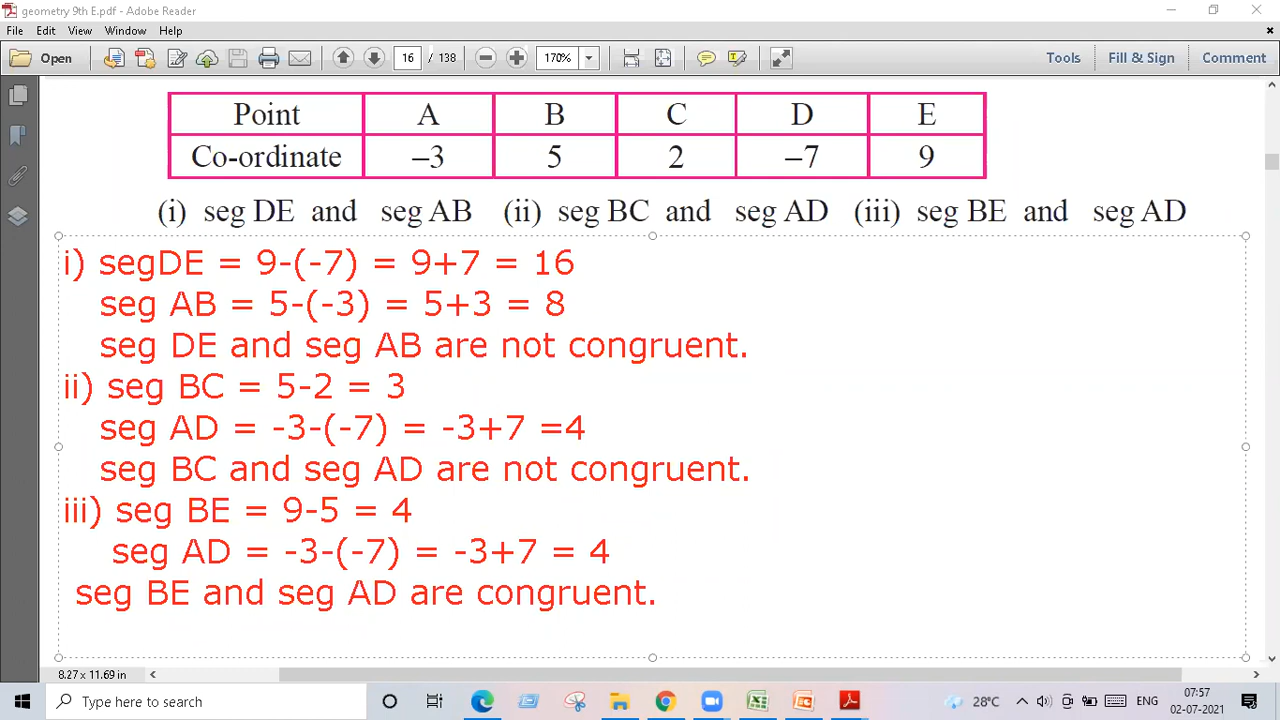 geometry 9th E.pdf - Adobe Reader
File Edit View Window Help
Open 16 / 138 170% Tools Fill & Sign Comment
Point A B C D E
Co-ordinate –3 5 2 –7 9
(i) seg DE and seg AB (ii) seg BC and seg AD (iii) seg BE and seg AD
i) segDE = 9-(-7) = 9+7 = 16
seg AB = 5-(-3) = 5+3 = 8
seg DE and seg AB are not congruent.
ii) seg BC = 5-2 = 3
seg AD = -3-(-7) = -3+7 =4
seg BC and seg AD are not congruent.
iii) seg BE = 9-5 = 4
seg AD = -3-(-7) = -3+7 = 4
seg BE and seg AD are congruent.
8.27 x 11.69 in
Type here to search 28°C ENG 07:57
02-07-2021